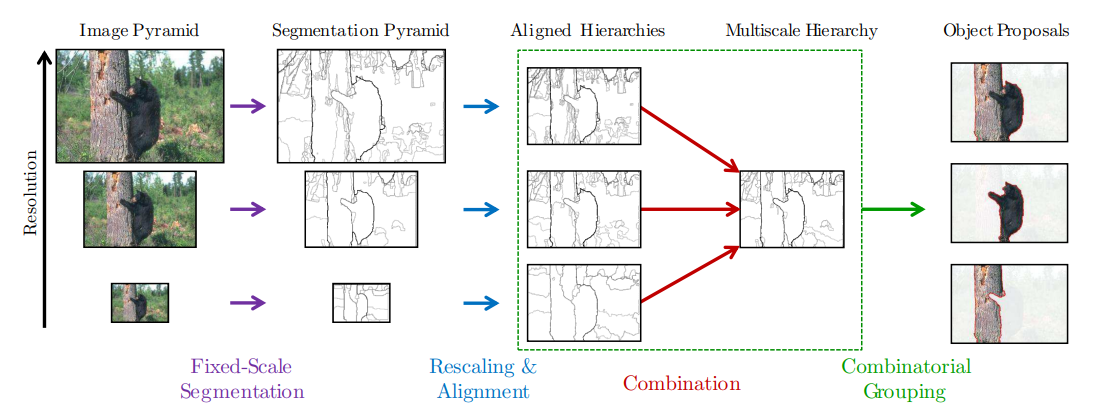 Image Pyramid
Segmentation Pyramid
Aligned Hierarchies
Multiscale Hierarchy
Object Proposals
Resolution
Fixed-Scale
Segmentation
Rescaling &
Alignment
Combination
Combinatorial
Grouping